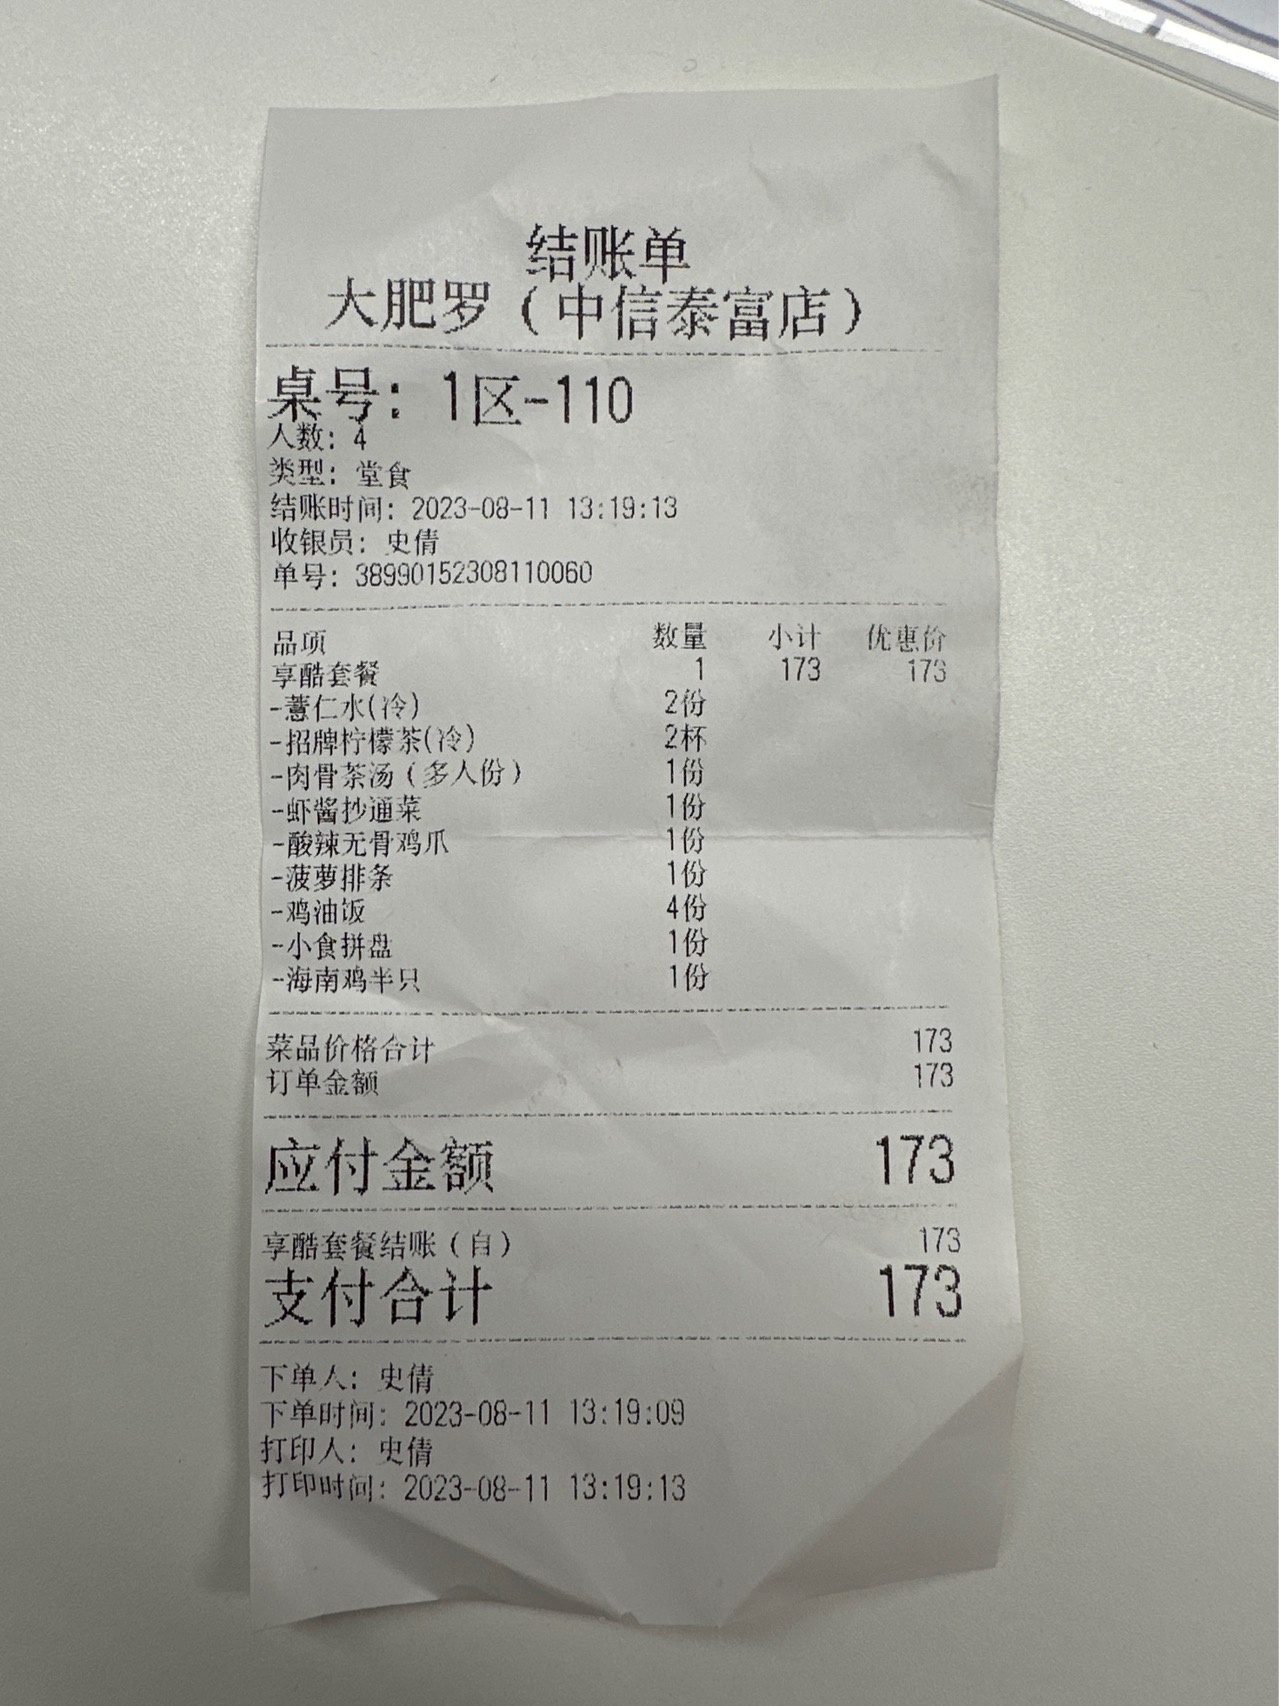 结账单
大肥罗（中信泰富店）
桌号：1区-110
人数：4
类型：堂食
结账时间：2023-08-11 13:19:13
收银员：史倩
单号：38990152308110060
品项 数量 小计 优惠价
享酷套餐 1 173 173
-薏仁水(冷) 2份
-招牌柠檬茶(冷) 2杯
-肉骨茶汤（多人份） 1份
-虾酱抄通菜 1份
-酸辣无骨鸡爪 1份
-菠萝排条 1份
-鸡油饭 4份
-小食拼盘 1份
-海南鸡半只 1份
菜品价格合计 173
订单金额 173
应付金额 173
享酷套餐结账（自） 173
支付合计 173
下单人：史倩
下单时间：2023-08-11 13:19:09
打印人：史倩
打印时间：2023-08-11 13:19:13